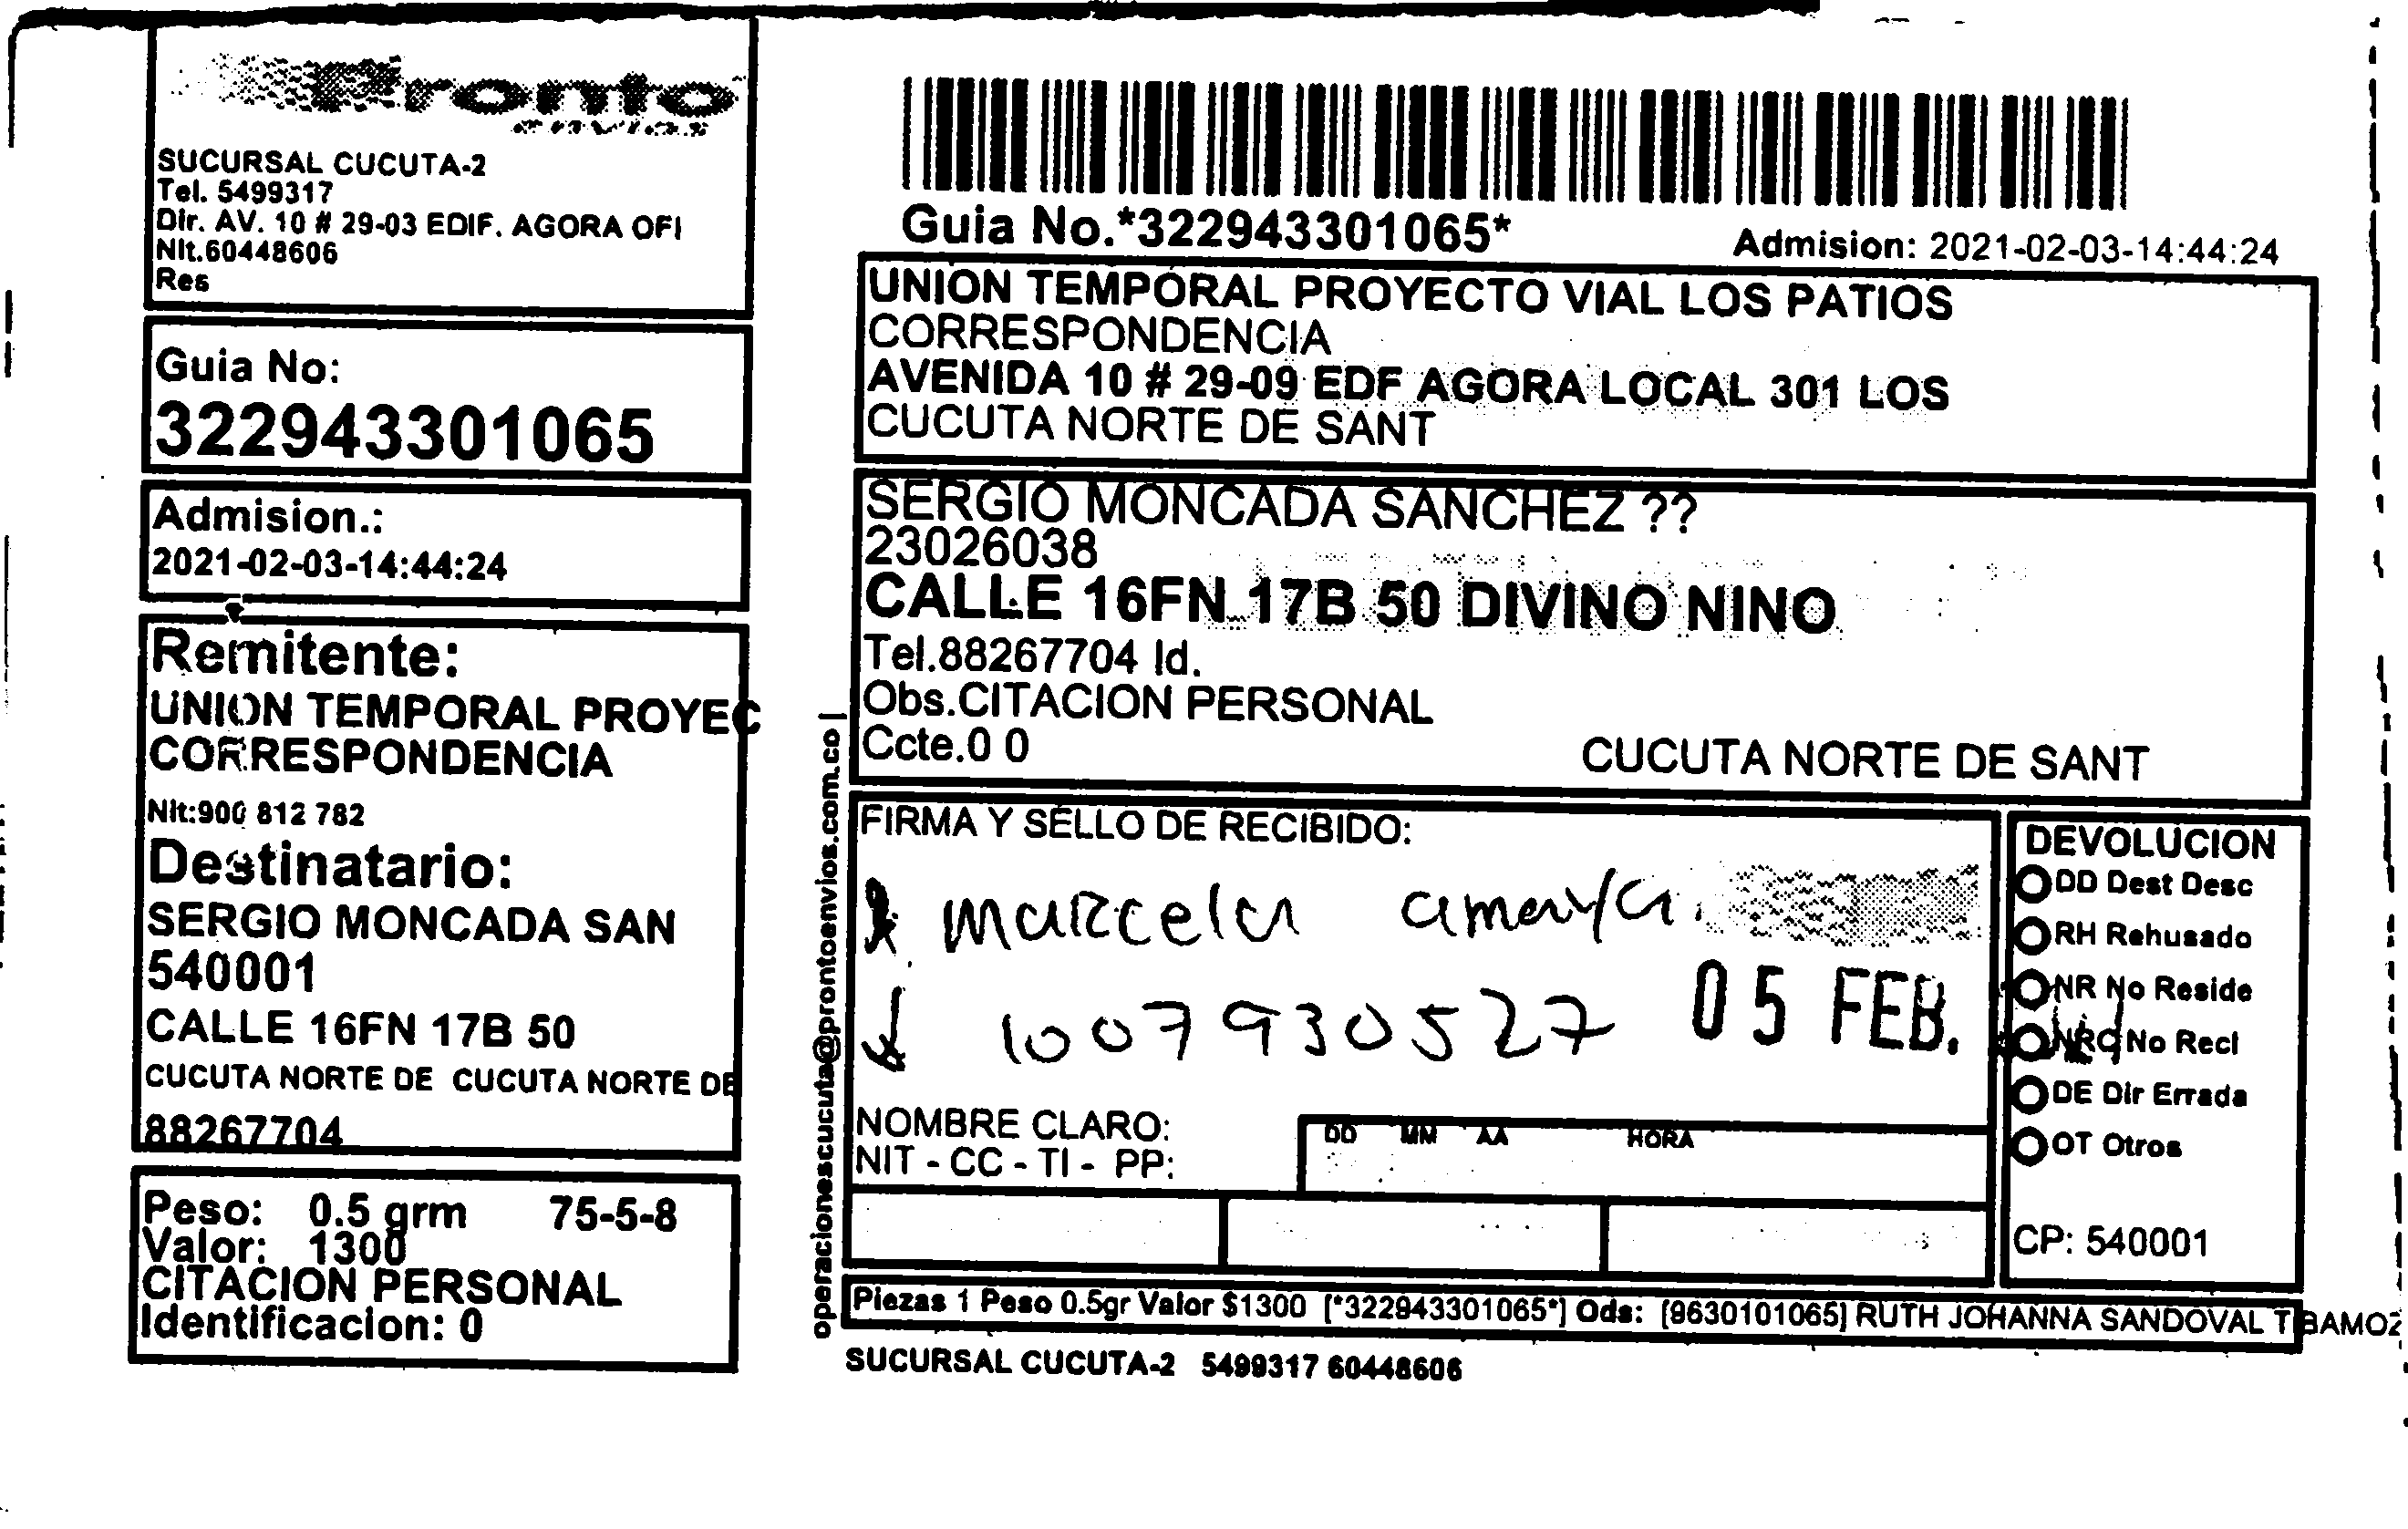 Pronto
SUCURSAL CUCUTA-2
Tel. 5499317
Dir. AV. 10 # 29-03 EDIF. AGORA OFI
Nit.60448606
Res
Guia No:
322943301065
Admision.:
2021-02-03-14:44:24
Remitente:
UNION TEMPORAL PROYEC
CORRESPONDENCIA
Nit:900 812 782
Destinatario:
SERGIO MONCADA SAN
540001
CALLE 16FN 17B 50
CUCUTA NORTE DE CUCUTA NORTE DE
88267704
Peso: 0.5 grm 75-5-8
Valor: 1300
CITACION PERSONAL
Identificacion: 0
operacionescucuta@prontoenvios.com.co |
Guia No.*322943301065*
Admision: 2021-02-03-14:44:24
UNION TEMPORAL PROYECTO VIAL LOS PATIOS
CORRESPONDENCIA
AVENIDA 10 # 29-09 EDF AGORA LOCAL 301 LOS
CUCUTA NORTE DE SANT
SERGIO MONCADA SANCHEZ ??
23026038
CALLE 16FN 17B 50 DIVINO NINO
Tel.88267704 Id.
Obs.CITACION PERSONAL
Ccte.0 0
CUCUTA NORTE DE SANT
FIRMA Y SELLO DE RECIBIDO:
Marcela amaya
1007930527
05 FEB.
NOMBRE CLARO:
NIT - CC - TI - PP:
DD MM AA HORA
DEVOLUCION
DD Dest Desc
RH Rehusado
NR No Reside
NRC No Recl
DE Dir Errada
OT Otros
CP: 540001
Piezas 1 Peso 0.5gr Valor $1300 [*322943301065*] Ods: [9630101065] RUTH JOHANNA SANDOVAL TIBAMOZ
SUCURSAL CUCUTA-2 5499317 60448606